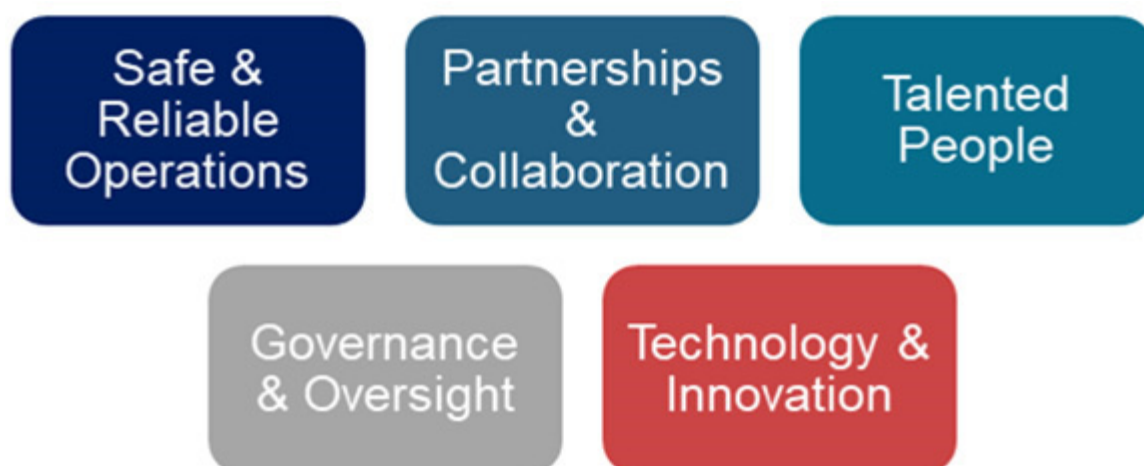 Safe &
Reliable
Operations
Partnerships
&
Collaboration
Talented
People
Governance
& Oversight
Technology &
Innovation